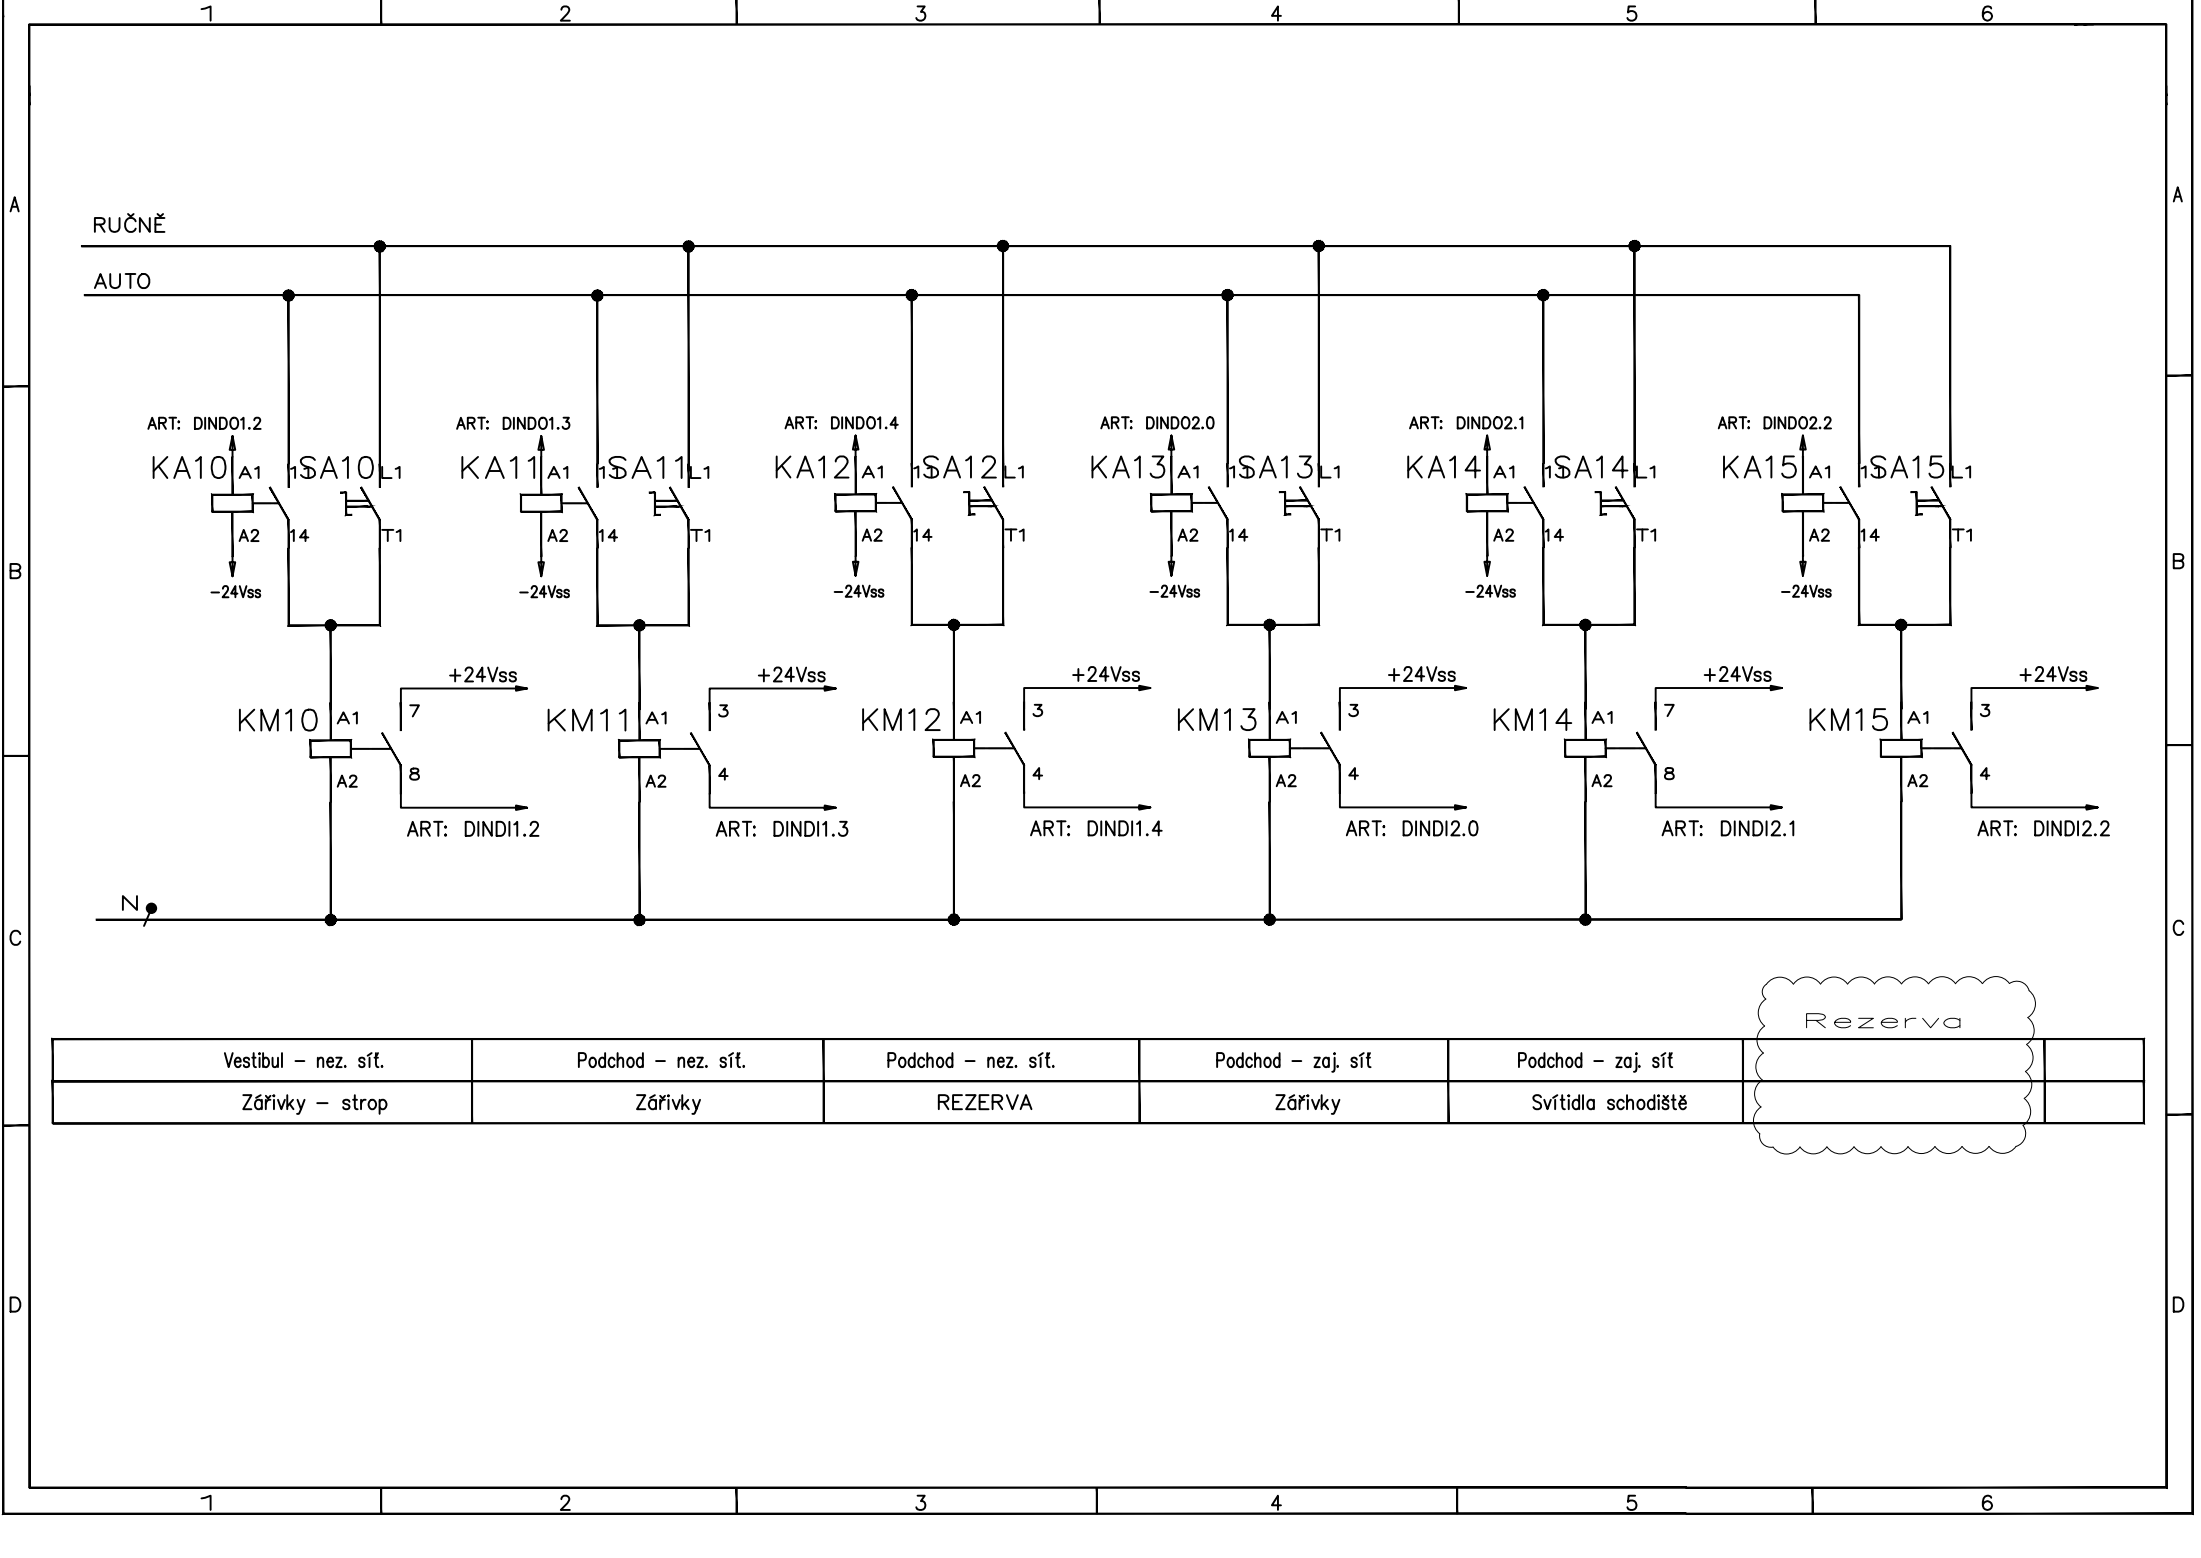 1 2 3 4 5 6
A A
RUČNĚ
AUTO
ART: DINDO1.2 ART: DINDO1.3 ART: DINDO1.4 ART: DINDO2.0 ART: DINDO2.1 ART: DINDO2.2
KA10 A1 13 SA10 L1 KA11 A1 13 SA11 L1 KA12 A1 13 SA12 L1 KA13 A1 13 SA13 L1 KA14 A1 13 SA14 L1 KA15 A1 13 SA15 L1
A2 14 T1 A2 14 T1 A2 14 T1 A2 14 T1 A2 14 T1 A2 14 T1
B B
-24Vss -24Vss -24Vss -24Vss -24Vss -24Vss
+24Vss +24Vss +24Vss +24Vss +24Vss +24Vss
KM10 A1 7 KM11 A1 3 KM12 A1 3 KM13 A1 3 KM14 A1 7 KM15 A1 3
A2 8 A2 4 A2 4 A2 4 A2 8 A2 4
ART: DINDI1.2 ART: DINDI1.3 ART: DINDI1.4 ART: DINDI2.0 ART: DINDI2.1 ART: DINDI2.2
N
C C
Rezerva
Vestibul – nez. síť. Podchod – nez. síť. Podchod – nez. síť. Podchod – zaj. síť Podchod – zaj. síť
Zářivky – strop Zářivky REZERVA Zářivky Svítidla schodiště
D D
1 2 3 4 5 6